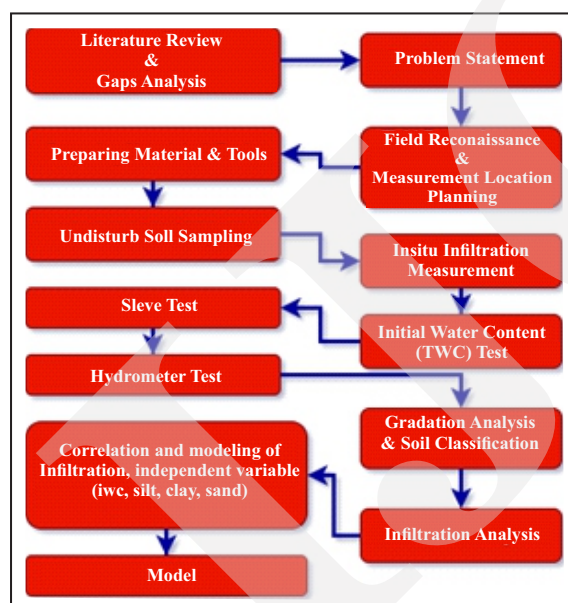 Literature Review
&
Gaps Analysis
Problem Statement
Field Reconaissance
&
Measurement Location
Planning
Preparing Material & Tools
Undisturb Soll Sampling
Insitu Infiltration
Measurement
Initial Water Content
(TWC) Test
Sleve Test
Hydrometer Test
Gradation Analysis
& Soil Classification
Infiltration Analysis
Correlation and modeling of
Infiltration, independent variable
(iwc, silt, clay, sand)
Model